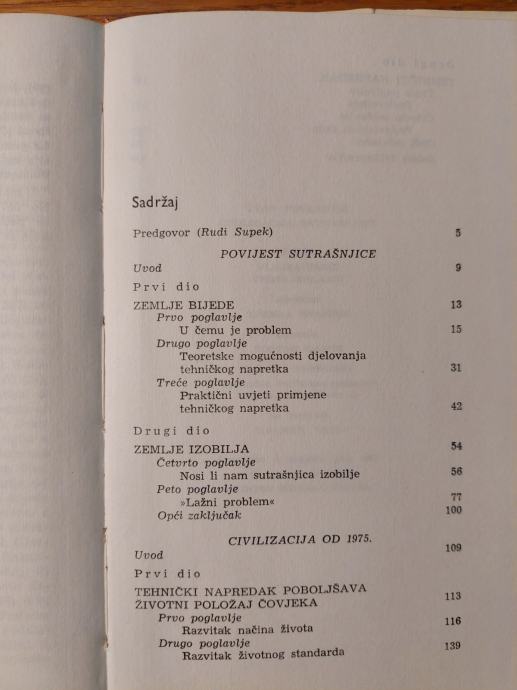 Sadržaj
Predgovor (Rudi Supek) 5
POVIJEST SUTRAŠNJICE
Uvod 9
Prvi dio
ZEMLJE BIJEDE 13
Prvo poglavlje
U čemu je problem 15
Drugo poglavlje
Teoretske mogućnosti djelovanja
tehničkog napretka 31
Treće poglavlje
Praktični uvjeti primjene
tehničkog napretka 42
Drugi dio
ZEMLJE IZOBILJA 54
Četvrto poglavlje
Nosi li nam sutrašnjica izobilje 56
Peto poglavlje
»Lažni problem« 77
Opći zaključak 100
CIVILIZACIJA OD 1975.
Uvod 109
Prvi dio
TEHNIČKI NAPREDAK POBOLJŠAVA
ŽIVOTNI POLOŽAJ ČOVJEKA 113
Prvo poglavlje
Razvitak načina života 116
Drugo poglavlje
Razvitak životnog standarda 139